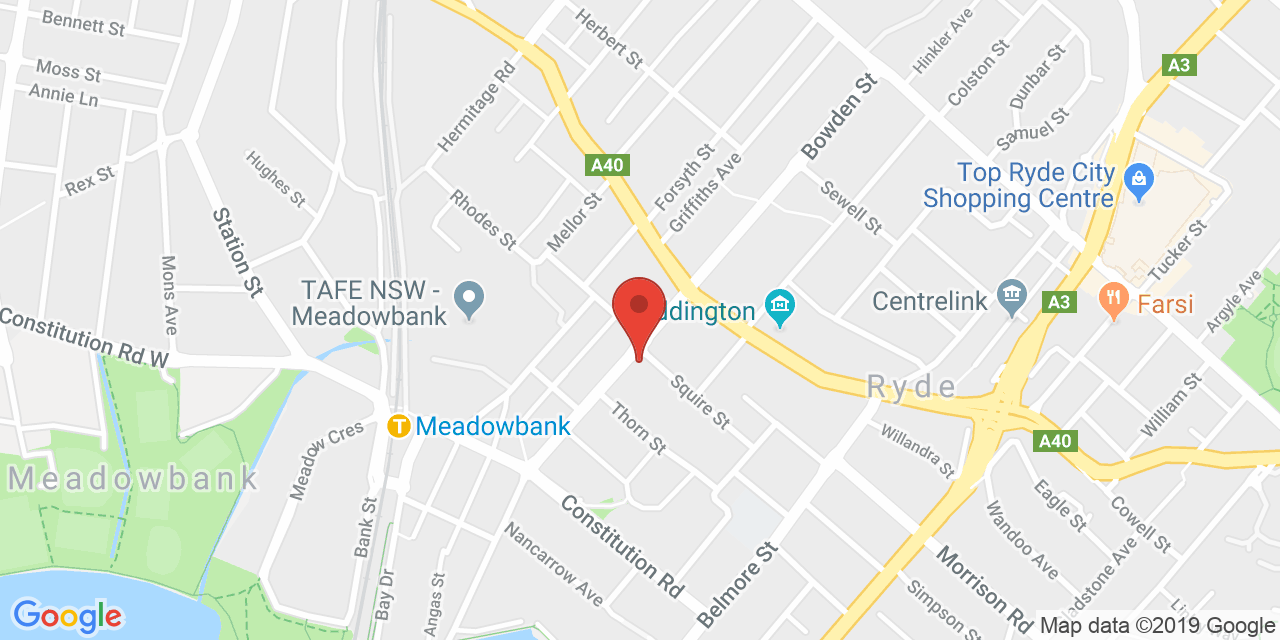 Bennett St
Moss St
Annie Ln
Rex St
Hughes St
Station St
Mons Ave
Constitution Rd W
Meadowbank
Meadow Cres
Bank St
Bay Dr
Angas St
TAFE NSW -
Meadowbank
T
Meadowbank
Hermitage Rd
Herbert St
Rhodes St
Mellor St
A40
Forsyth St
Griffiths Ave
Bowden St
Hinkler Ave
Colston St
Dunbar St
Samuel St
Sewell St
A3
Top Ryde City
Shopping Centre
Tucker St
Argyle Ave
Centrelink
A3
Farsi
ddington
Ryde
Squire St
Thorn St
Constitution Rd
Nancarrow Ave
Belmore St
Willandra St
A40
William St
Eagle St
Cowell St
Wandoo Ave
ladstone Ave
Morrison Rd
Simpson St
Google
Map data ©2019 Google